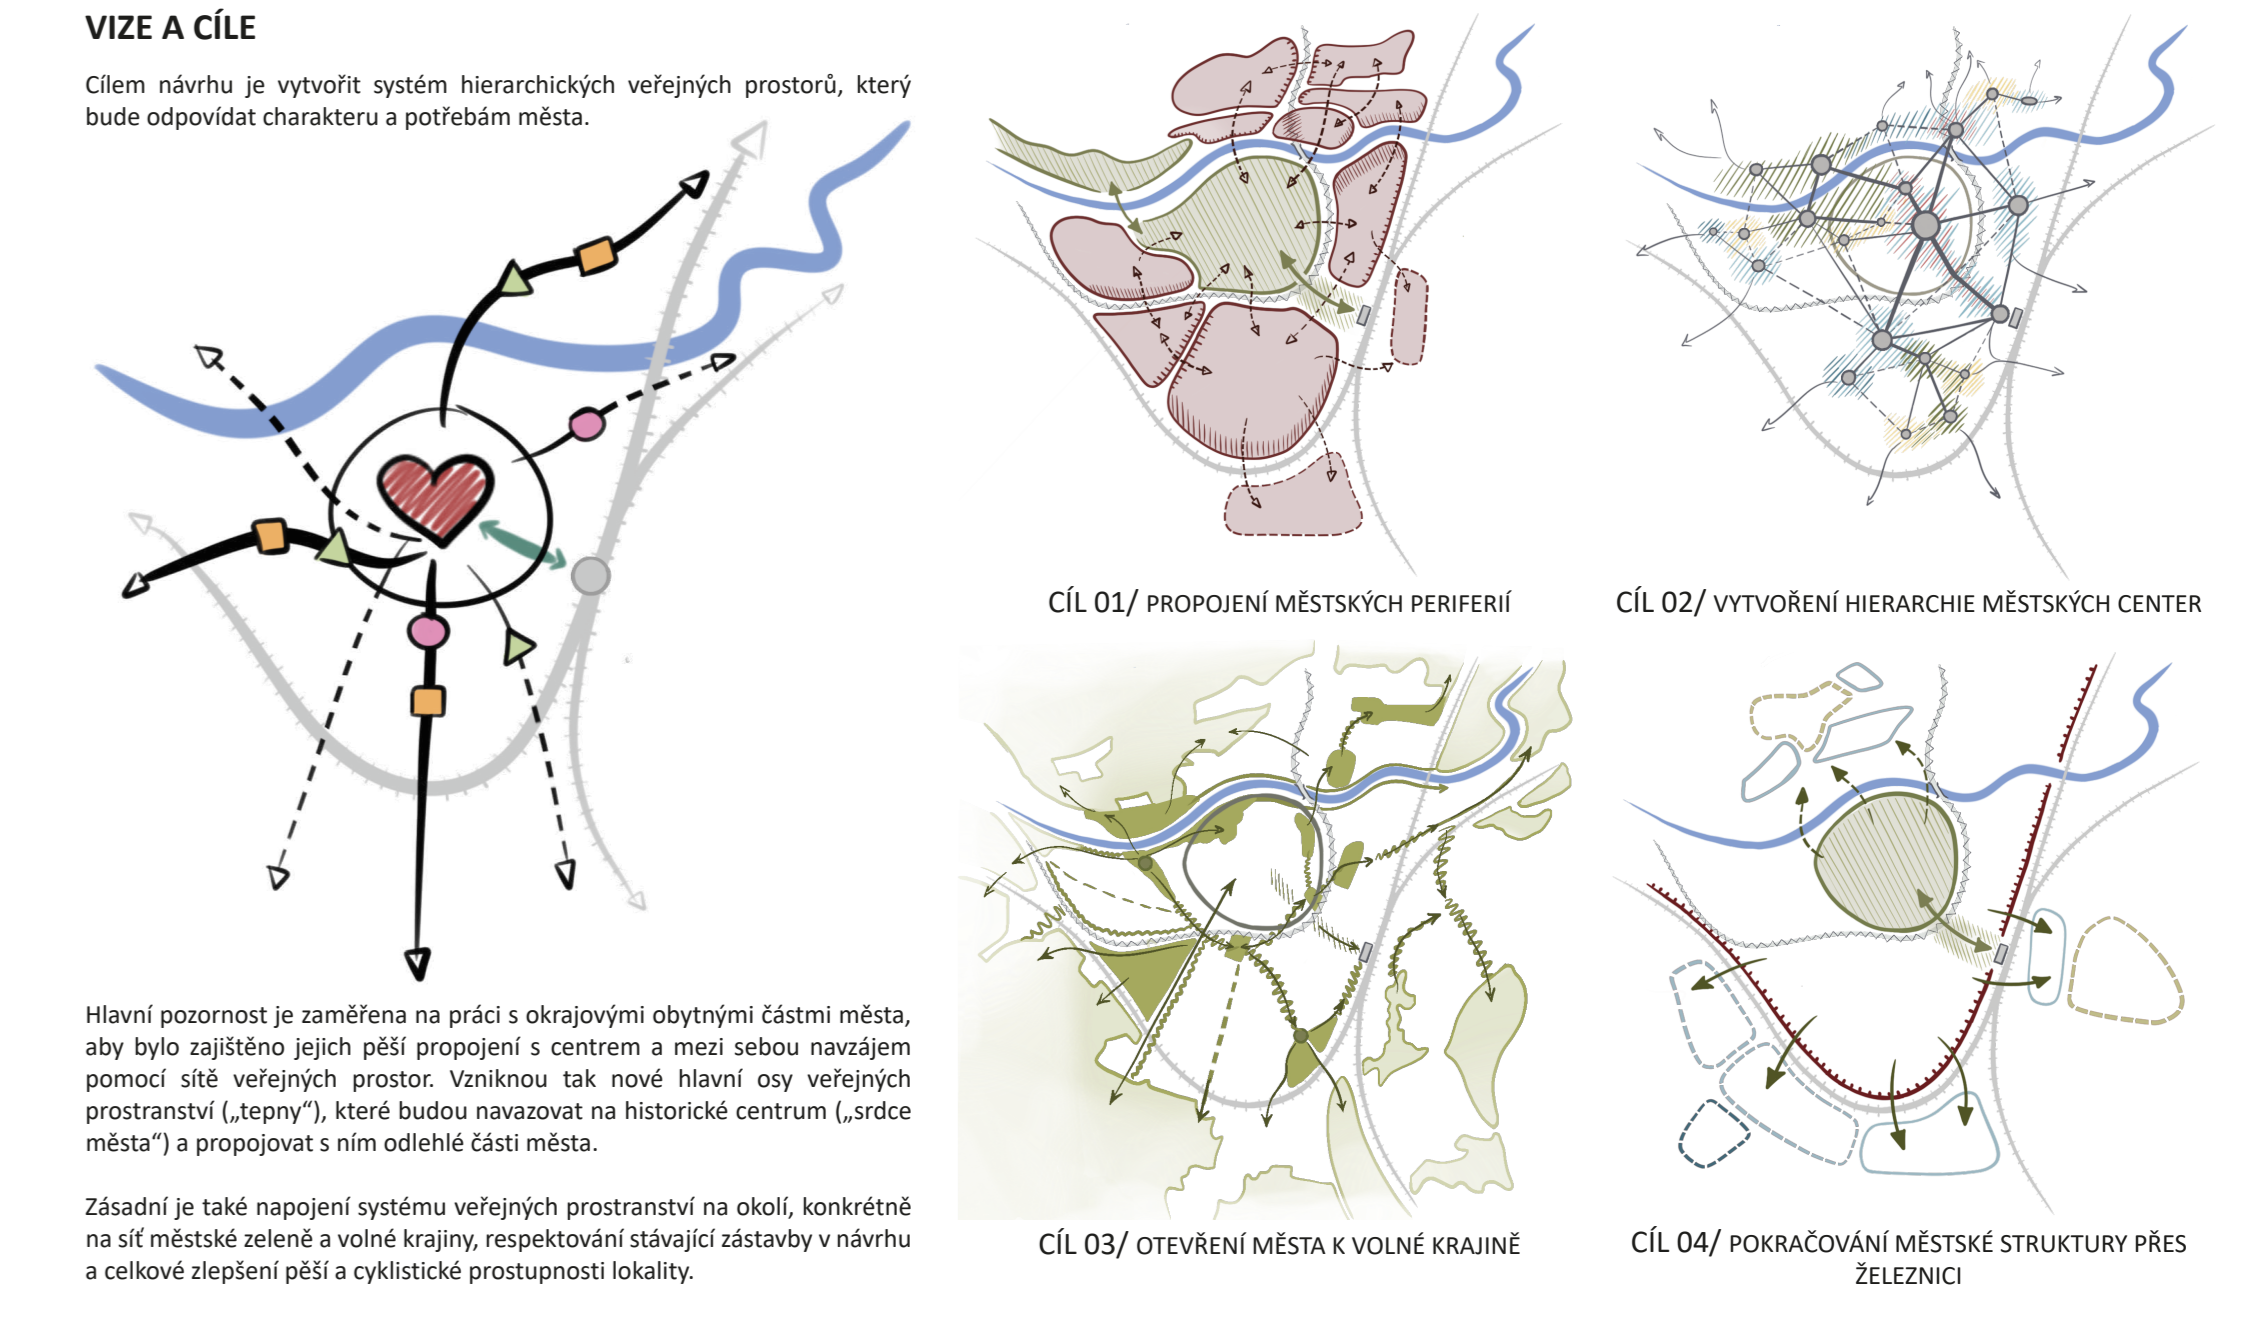 VIZE A CÍLE
Cílem návrhu je vytvořit systém hierarchických veřejných prostorů, který
bude odpovídat charakteru a potřebám města.
Hlavní pozornost je zaměřena na práci s okrajovými obytnými částmi města,
aby bylo zajištěno jejich pěší propojení s centrem a mezi sebou navzájem
pomocí sítě veřejných prostor. Vzniknou tak nové hlavní osy veřejných
prostranství („tepny“), které budou navazovat na historické centrum („srdce
města“) a propojovat s ním odlehlé části města.
Zásadní je také napojení systému veřejných prostranství na okolí, konkrétně
na síť městské zeleně a volné krajiny, respektování stávající zástavby v návrhu
a celkové zlepšení pěší a cyklistické prostupnosti lokality.
CÍL 01/ PROPOJENÍ MĚSTSKÝCH PERIFERIÍ
CÍL 02/ VYTVOŘENÍ HIERARCHIE MĚSTSKÝCH CENTER
CÍL 03/ OTEVŘENÍ MĚSTA K VOLNÉ KRAJINĚ
CÍL 04/ POKRAČOVÁNÍ MĚSTSKÉ STRUKTURY PŘES
ŽELEZNICI